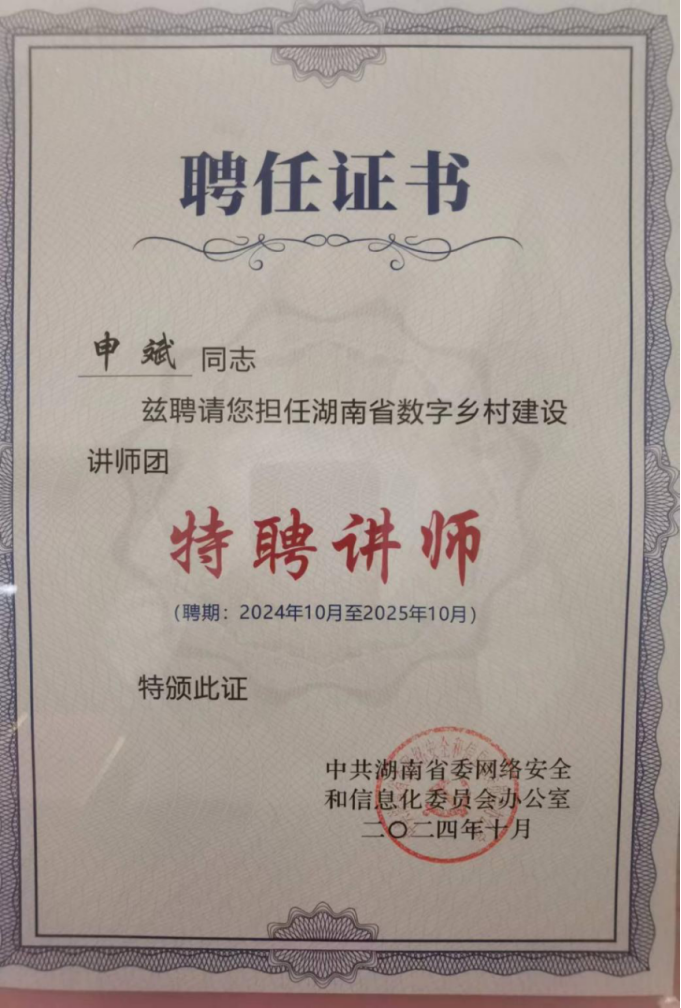 聘任证书
申斌 同志
兹聘请您担任湖南省数字乡村建设
讲师团
特聘讲师
（聘期：2024年10月至2025年10月）
特颁此证
中共湖南省委网络安全
和信息化委员会办公室
二〇二四年十月